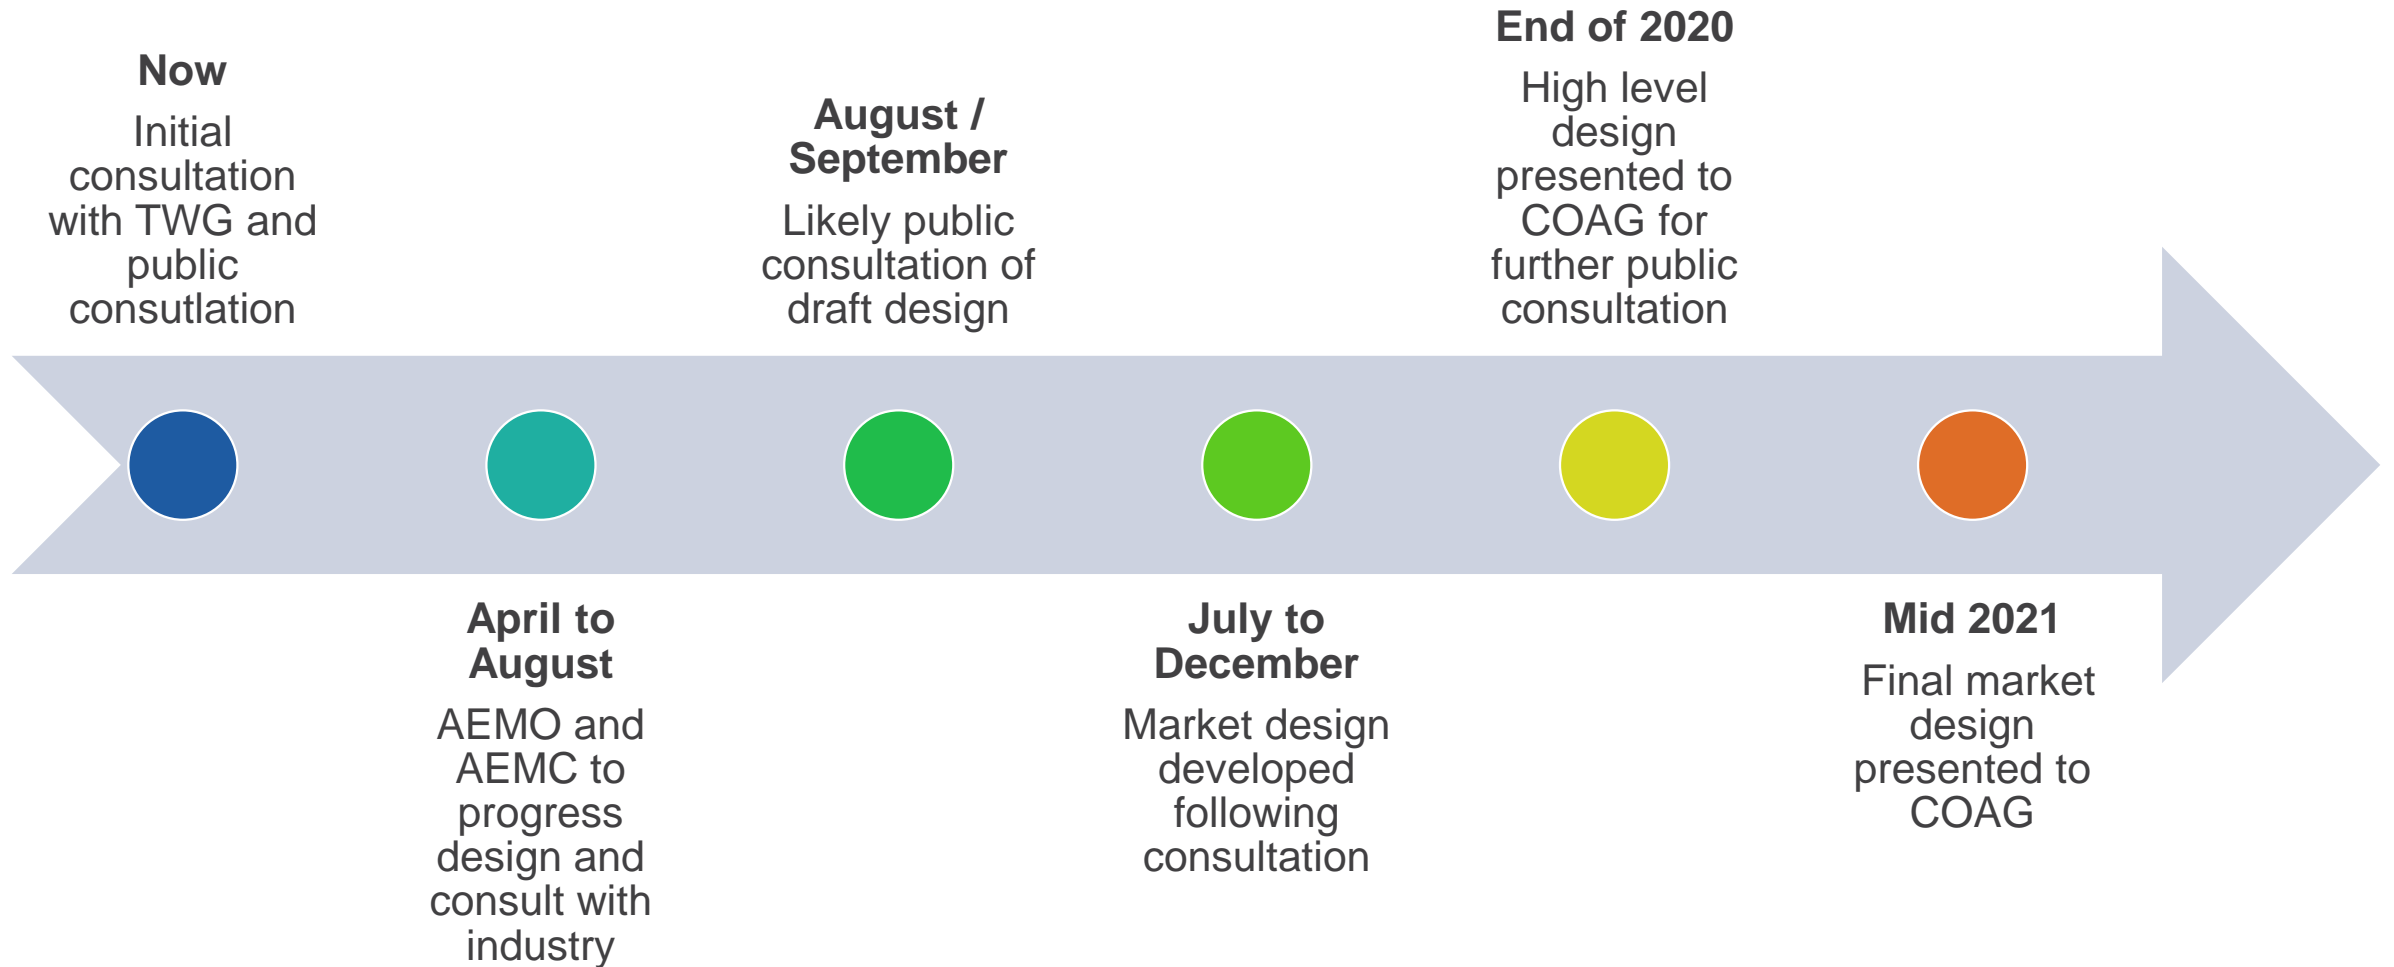 Now
Initial
consultation
with TWG and
public
consutlation
April to
August
AEMO and
AEMC to
progress
design and
consult with
industry
August /
September
Likely public
consultation of
draft design
July to
December
Market design
developed
following
consultation
End of 2020
High level
design
presented to
COAG for
further public
consultation
Mid 2021
Final market
design
presented to
COAG